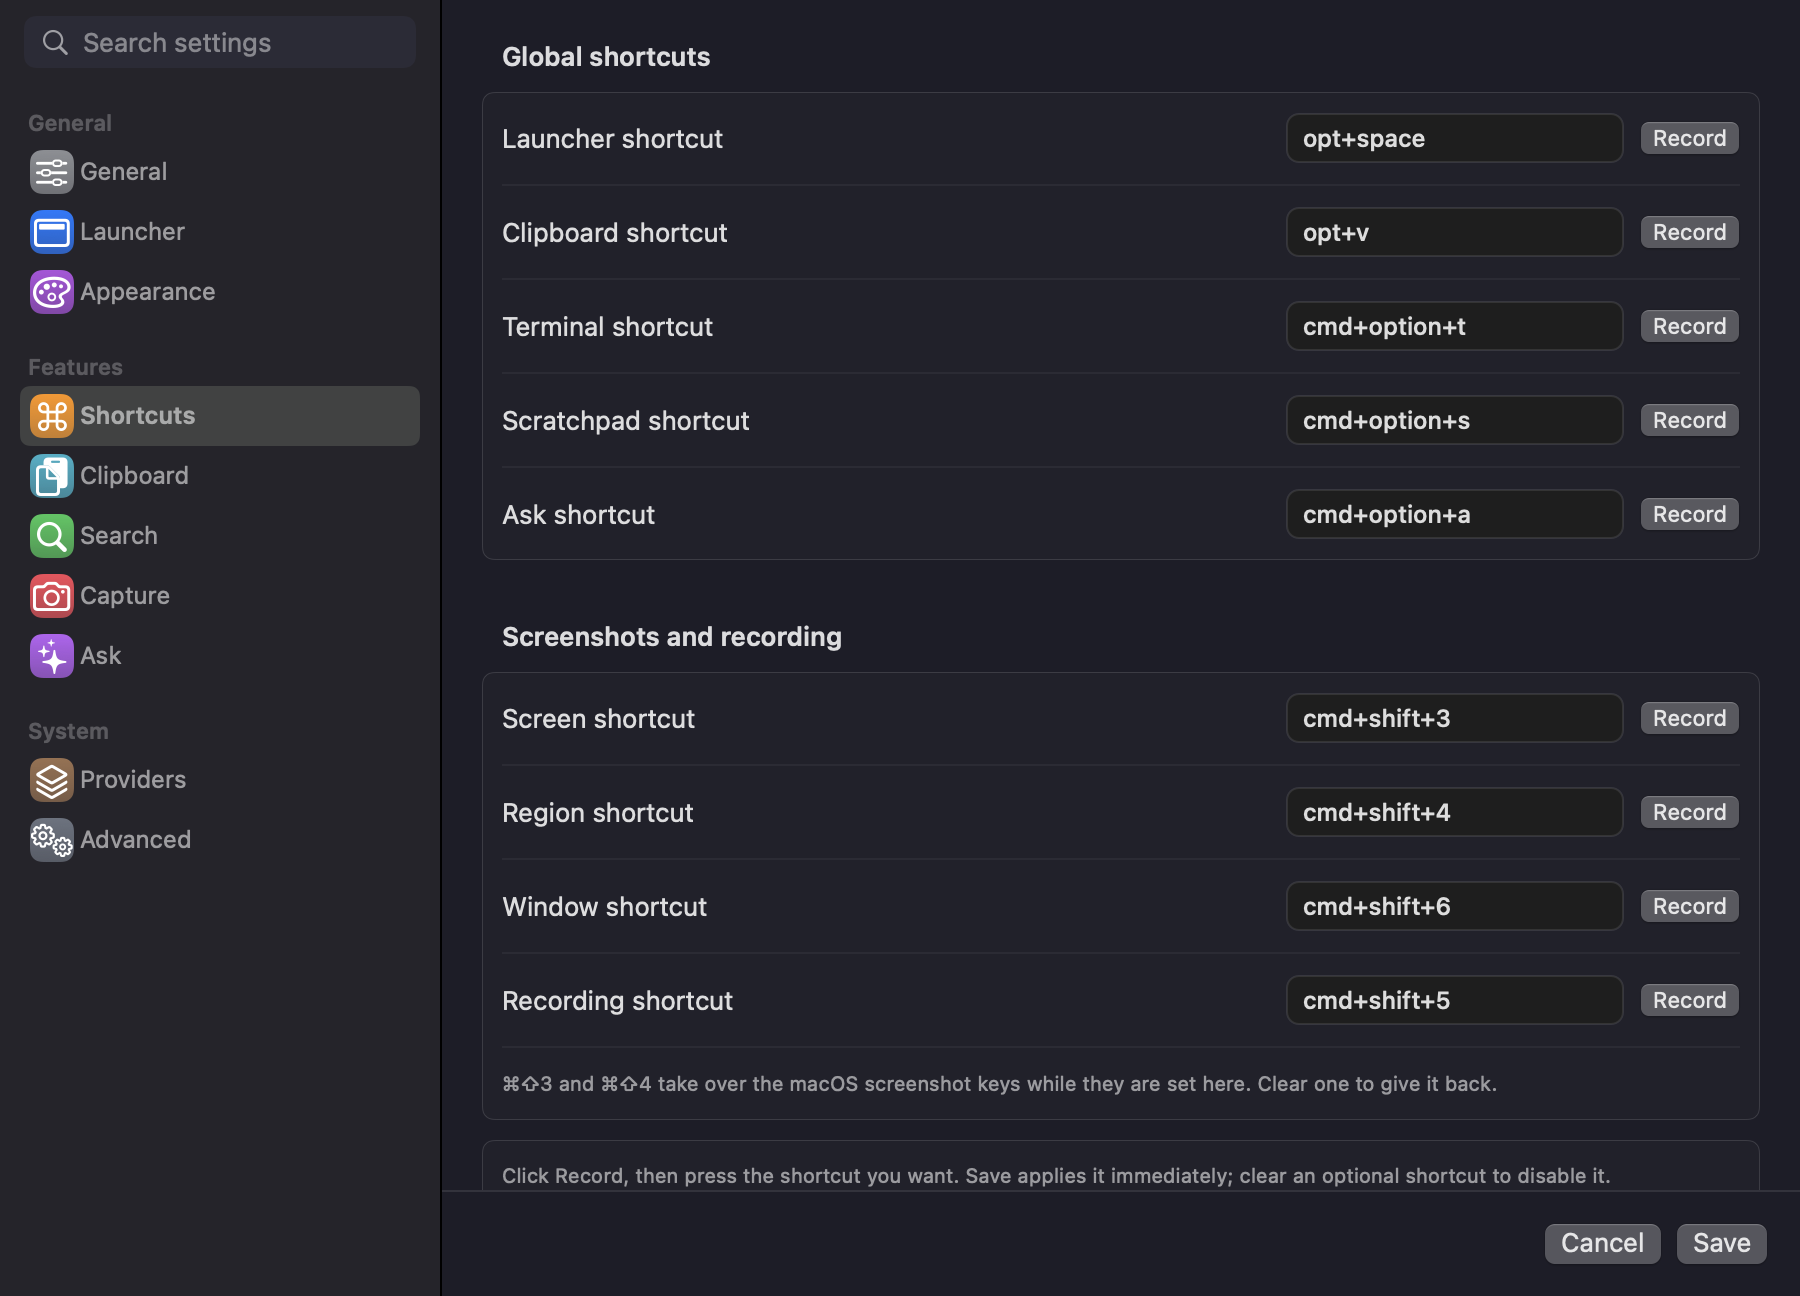 Search settings
General
General
Launcher
Appearance
Features
Shortcuts
Clipboard
Search
Capture
Ask
System
Providers
Advanced
Global shortcuts
Launcher shortcut opt+space Record
Clipboard shortcut opt+v Record
Terminal shortcut cmd+option+t Record
Scratchpad shortcut cmd+option+s Record
Ask shortcut cmd+option+a Record
Screenshots and recording
Screen shortcut cmd+shift+3 Record
Region shortcut cmd+shift+4 Record
Window shortcut cmd+shift+6 Record
Recording shortcut cmd+shift+5 Record
⌘⇧3 and ⌘⇧4 take over the macOS screenshot keys while they are set here. Clear one to give it back.
Click Record, then press the shortcut you want. Save applies it immediately; clear an optional shortcut to disable it.
Cancel Save